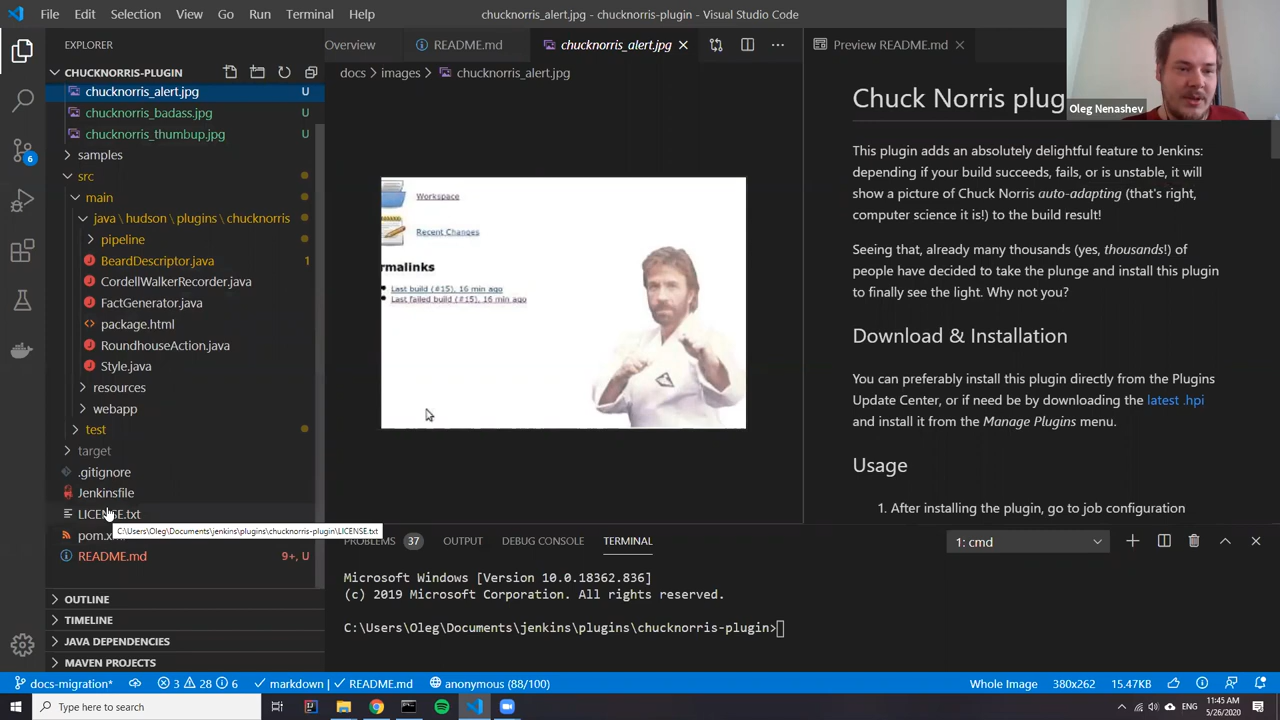 File Edit Selection View Go Run Terminal Help
chucknorris_alert.jpg - chucknorris-plugin - Visual Studio Code
EXPLORER
CHUCKNORRIS-PLUGIN
chucknorris_alert.jpg U
chucknorris_badass.jpg U
chucknorris_thumbup.jpg U
samples
src
main
java \ hudson \ plugins \ chucknorris
pipeline
BeardDescriptor.java 1
CordellWalkerRecorder.java
FactGenerator.java
package.html
RoundhouseAction.java
Style.java
resources
webapp
test
target
.gitignore
Jenkinsfile
LICENSE.txt
C:\Users\Oleg\Documents\jenkins\plugins\chucknorris-plugin\LICENSE.txt
README.md 9+, U
OUTLINE
TIMELINE
JAVA DEPENDENCIES
MAVEN PROJECTS
6
Overview
README.md
chucknorris_alert.jpg
docs > images > chucknorris_alert.jpg
Workspace
Recent Changes
rmalinks
Last build (#15), 16 min ago
Last failed build (#15), 16 min ago
Preview README.md
Oleg Nenashev
Chuck Norris plug
This plugin adds an absolutely delightful feature to Jenkins:
depending if your build succeeds, fails, or is unstable, it will
show a picture of Chuck Norris auto-adapting (that's right,
computer science it is!) to the build result!
Seeing that, already many thousands (yes, thousands!) of
people have decided to take the plunge and install this plugin
to finally see the light. Why not you?
Download & Installation
You can preferably install this plugin directly from the Plugins
Update Center, or if need be by downloading the latest .hpi
and install it from the Manage Plugins menu.
Usage
1. After installing the plugin, go to job configuration
PROBLEMS 37 OUTPUT DEBUG CONSOLE TERMINAL
1: cmd
Microsoft Windows [Version 10.0.18362.836]
(c) 2019 Microsoft Corporation. All rights reserved.
C:\Users\Oleg\Documents\jenkins\plugins\chucknorris-plugin>
docs-migration* 3 28 6 markdown | README.md anonymous (88/100)
Whole Image 380x262 15.47KB
Type here to search
ENG
11:45 AM
5/26/2020